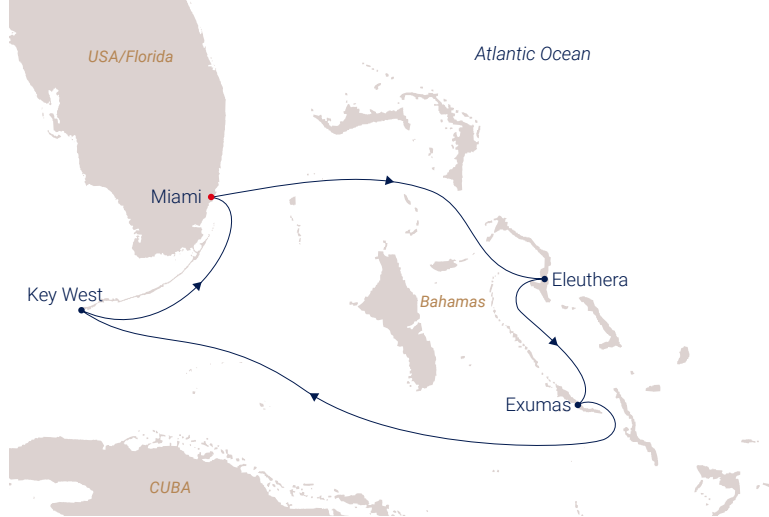 USA/Florida
Atlantic Ocean
Miami
Eleuthera
Key West
Bahamas
Exumas
CUBA